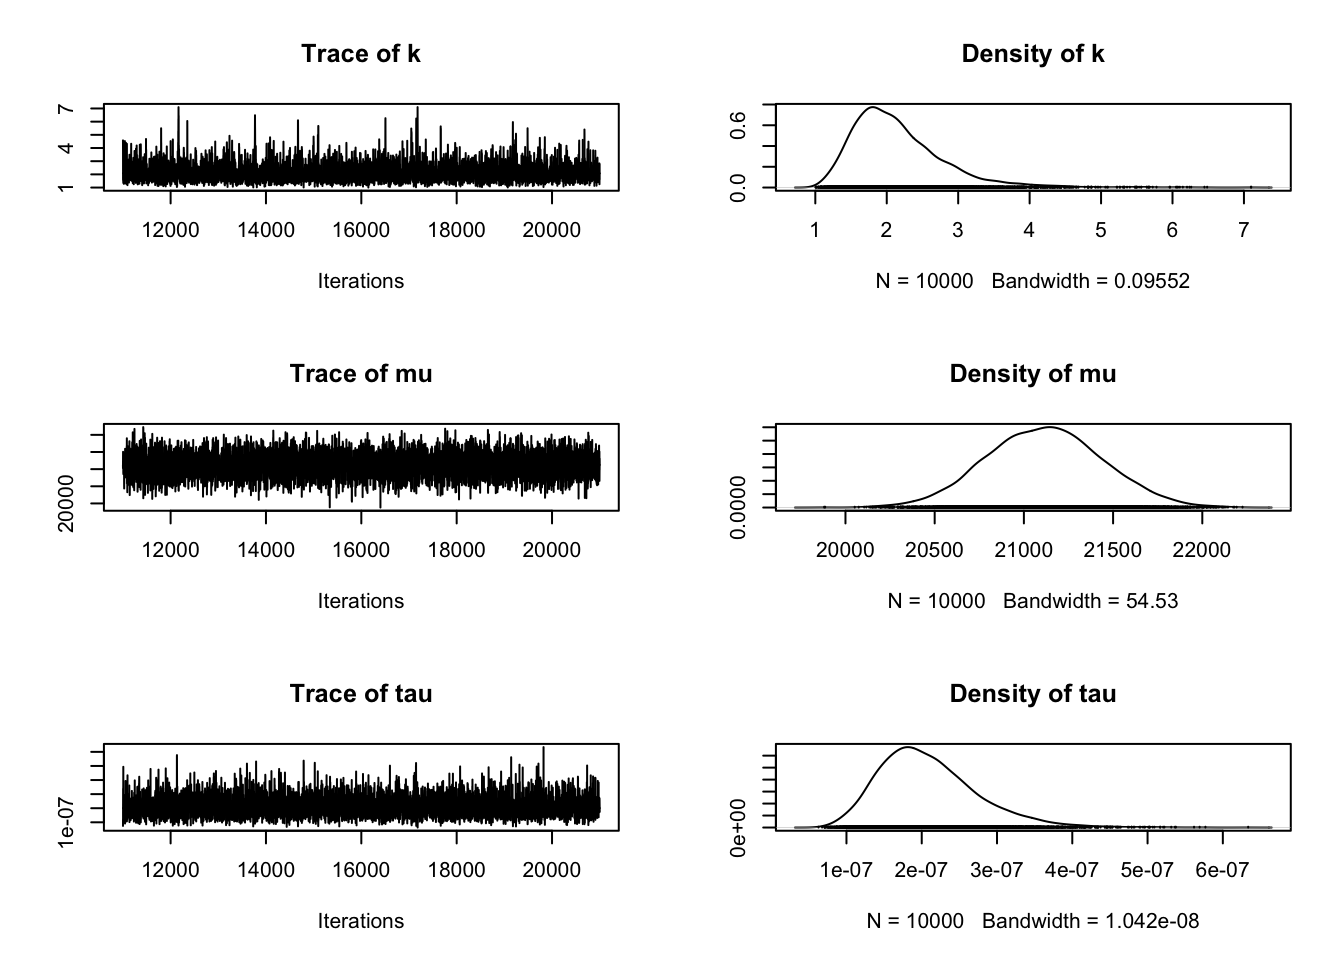 Trace of k
7
4
1
12000 14000 16000 18000 20000
Iterations
Density of k
0.6
0.0
1 2 3 4 5 6 7
N = 10000 Bandwidth = 0.09552
Trace of mu
20000
12000 14000 16000 18000 20000
Iterations
Density of mu
0.0000
20000 20500 21000 21500 22000
N = 10000 Bandwidth = 54.53
Trace of tau
1e-07
12000 14000 16000 18000 20000
Iterations
Density of tau
0e+00
1e-07 2e-07 3e-07 4e-07 5e-07 6e-07
N = 10000 Bandwidth = 1.042e-08